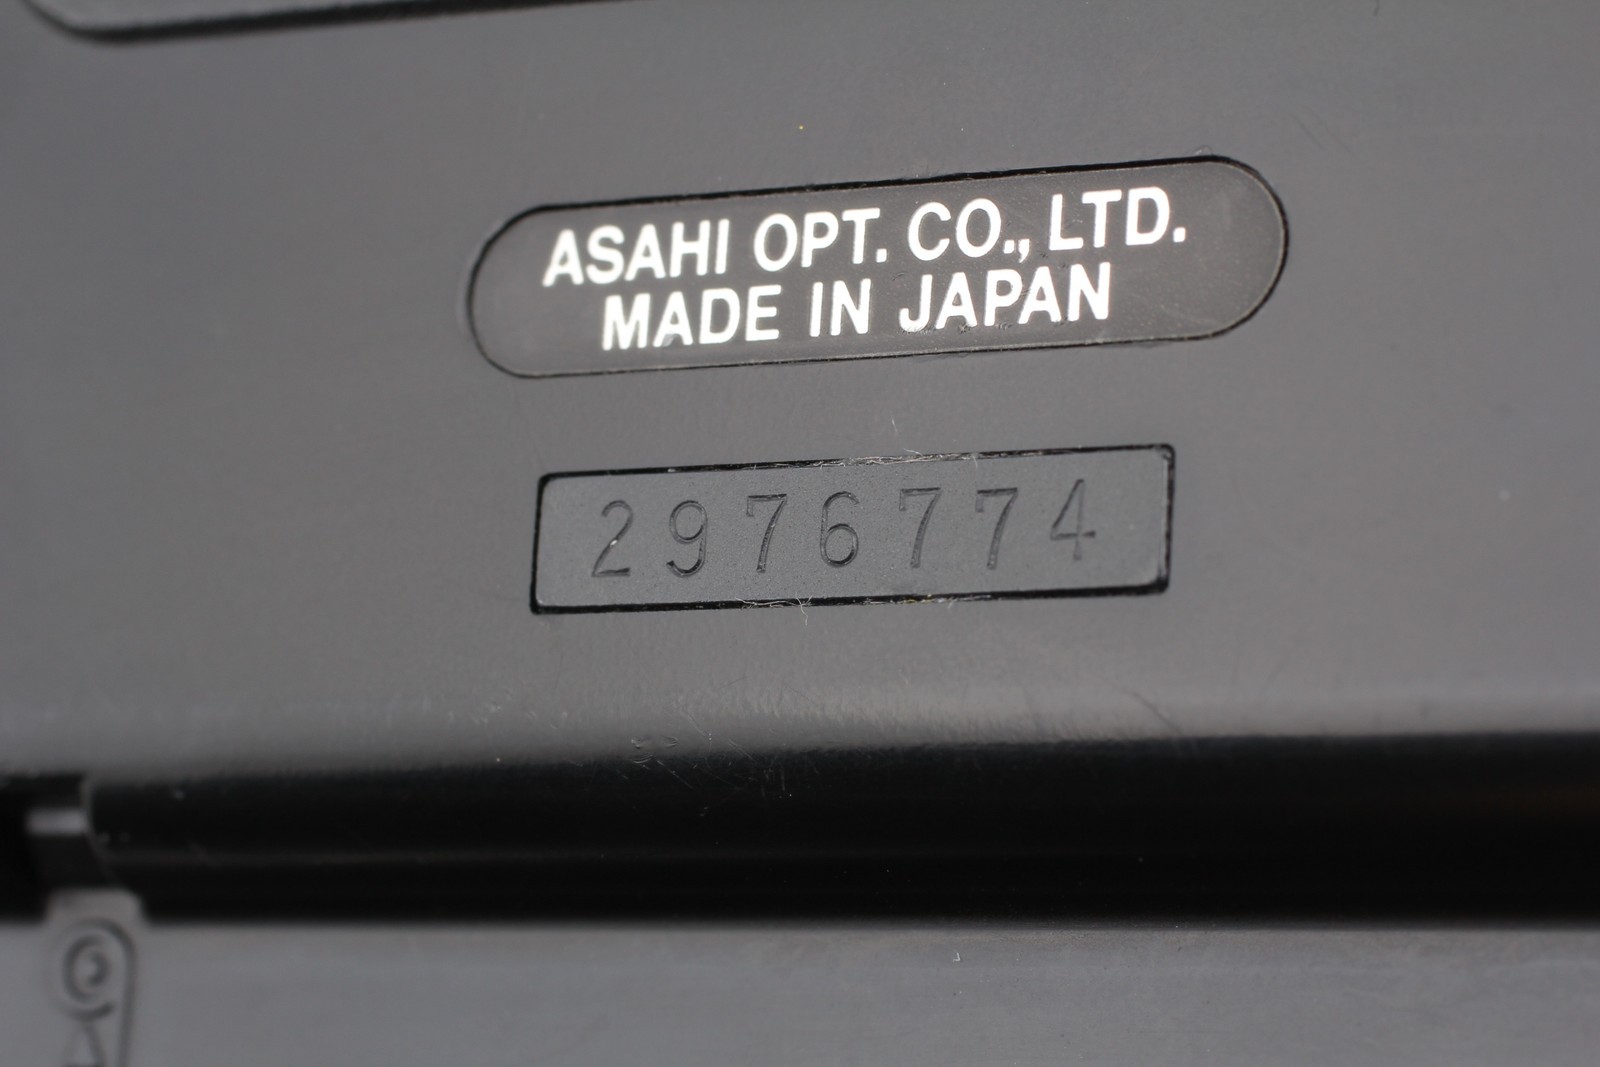 ASAHI OPT. CO., LTD.
MADE IN JAPAN
2976774